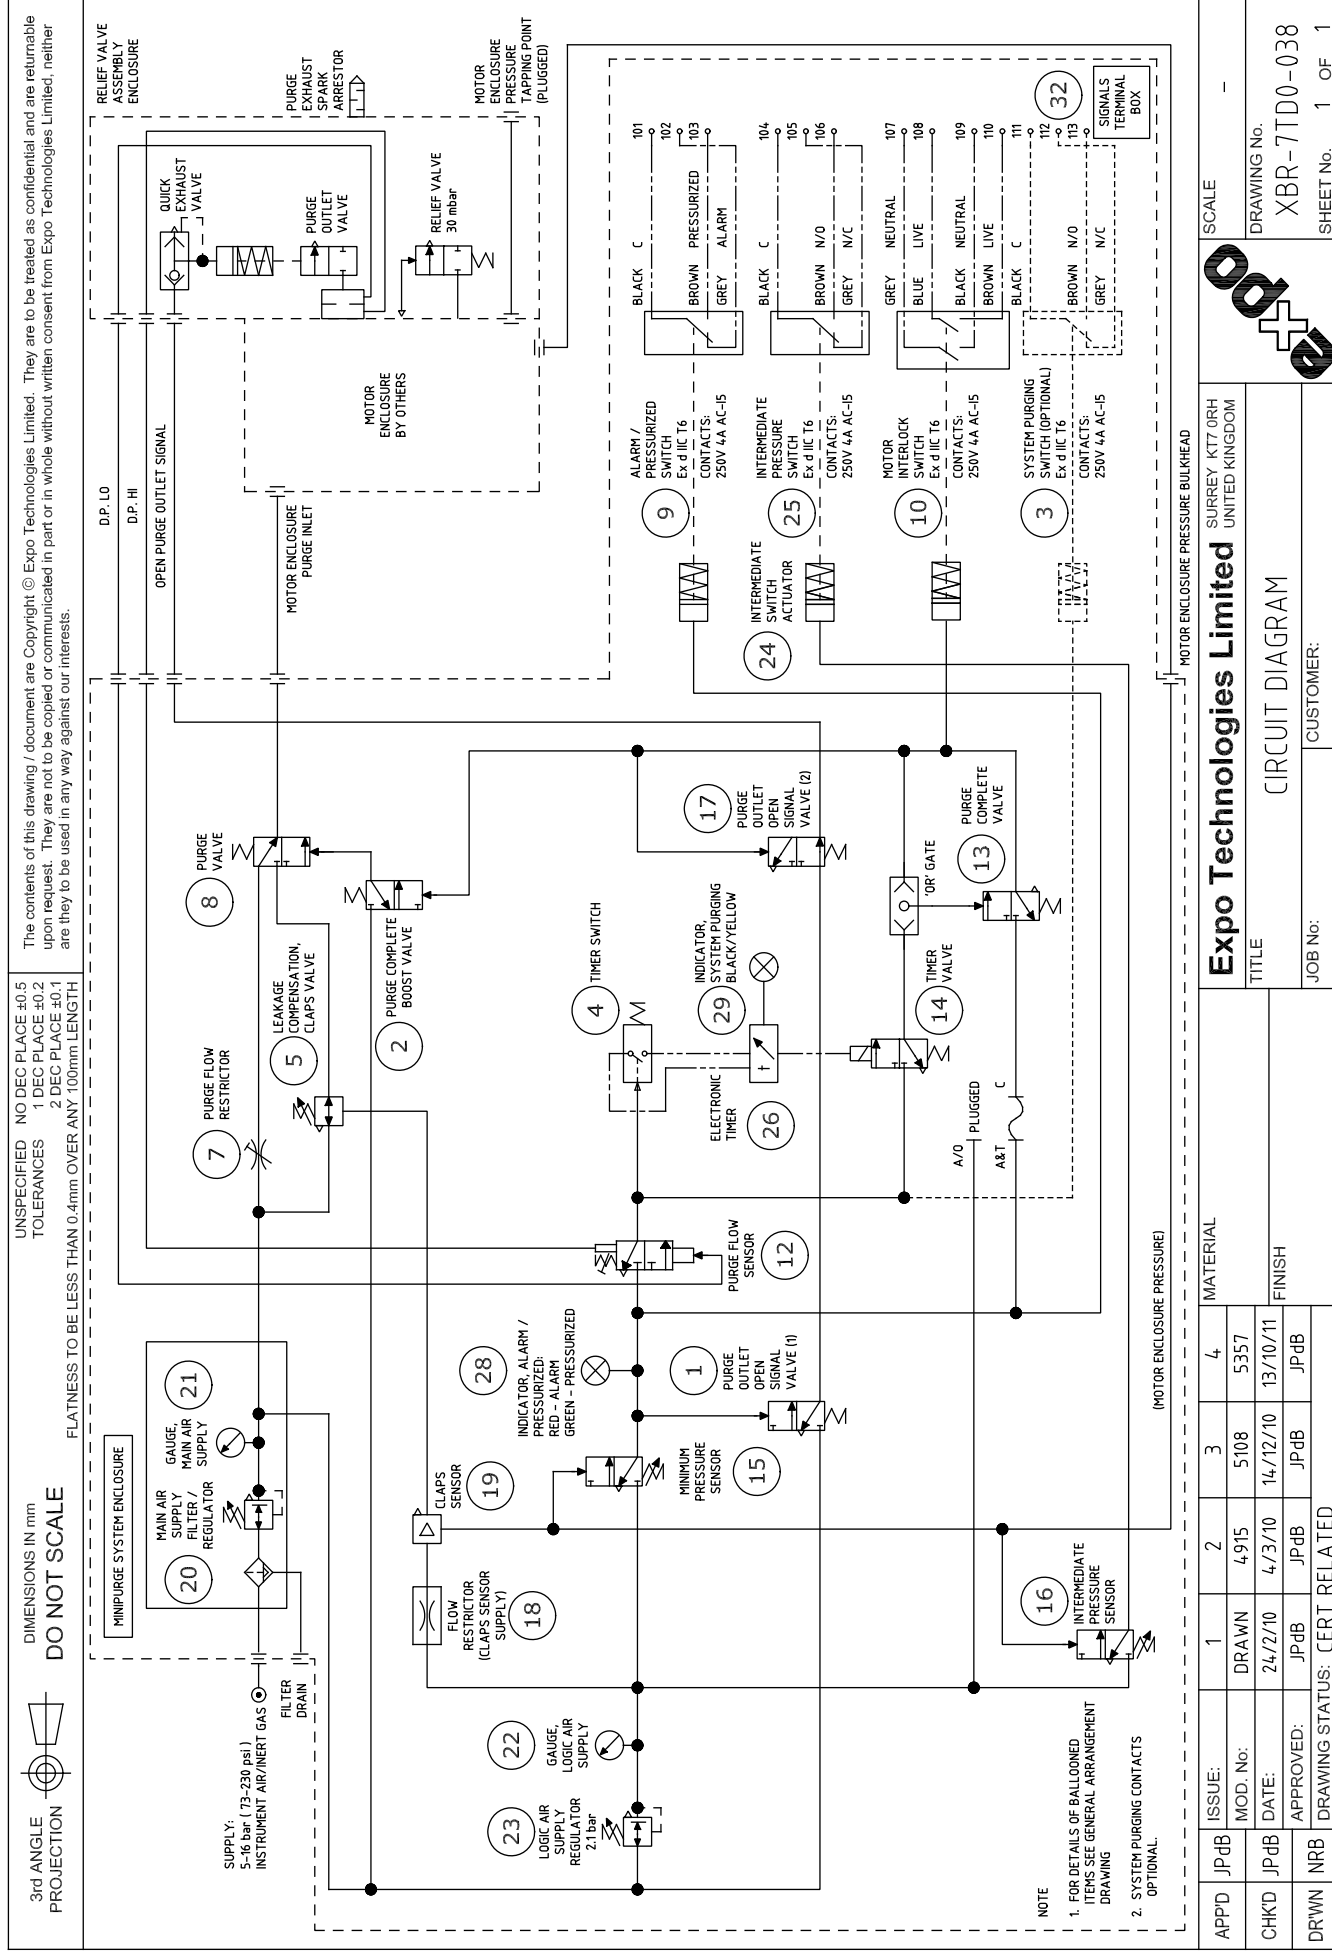 3rd ANGLE
PROJECTION
DIMENSIONS IN mm
DO NOT SCALE
UNSPECIFIED
TOLERANCES
NO DEC PLACE ±0.5
1 DEC PLACE ±0.2
2 DEC PLACE ±0.1
FLATNESS TO BE LESS THAN 0.4mm OVER ANY 100mm LENGTH
The contents of this drawing / document are Copyright © Expo Technologies Limited. They are to be treated as confidential and are returnable
upon request. They are not to be copied or communicated in part or in whole without written consent from Expo Technologies Limited, neither
are they to be used in any way against our interests.
MINIPURGE SYSTEM ENCLOSURE
SUPPLY:
5-16 bar ( 73-230 psi )
INSTRUMENT AIR/INERT GAS
FILTER
DRAIN
20
MAIN AIR
SUPPLY
FILTER /
REGULATOR
GAUGE,
MAIN AIR
SUPPLY
21
7
PURGE FLOW
RESTRICTOR
5
LEAKAGE
COMPENSATION,
CLAPS VALVE
8
PURGE
VALVE
2
PURGE COMPLETE
BOOST VALVE
D.P. LO
D.P. HI
OPEN PURGE OUTLET SIGNAL
MOTOR ENCLOSURE
PURGE INLET
MOTOR
ENCLOSURE
BY OTHERS
RELIEF VALVE
ASSEMBLY
ENCLOSURE
QUICK
EXHAUST
VALVE
PURGE
OUTLET
VALVE
RELIEF VALVE
30 mbar
PURGE
EXHAUST
SPARK
ARRESTOR
MOTOR
ENCLOSURE
PRESSURE
TAPPING POINT
(PLUGGED)
23
LOGIC AIR
SUPPLY
REGULATOR
2.1 bar
22
GAUGE,
LOGIC AIR
SUPPLY
FLOW
RESTRICTOR
(CLAPS SENSOR
SUPPLY)
18
CLAPS
SENSOR
19
28
INDICATOR, ALARM /
PRESSURIZED:
RED - ALARM
GREEN - PRESSURIZED
MINIMUM
PRESSURE
SENSOR
15
1
PURGE
OUTLET
OPEN
SIGNAL
VALVE (1)
PURGE FLOW
SENSOR
12
4
TIMER SWITCH
29
INDICATOR,
SYSTEM PURGING
BLACK/YELLOW
ELECTRONIC
TIMER
t
26
14
TIMER
VALVE
17
PURGE
OUTLET
OPEN
SIGNAL
VALVE (2)
'OR' GATE
PURGE
COMPLETE
VALVE
13
A/O
PLUGGED
A&T
C
16
INTERMEDIATE
PRESSURE
SENSOR
(MOTOR ENCLOSURE PRESSURE)
MOTOR ENCLOSURE PRESSURE BULKHEAD
24
INTERMEDIATE
SWITCH
ACTUATOR
9
ALARM /
PRESSURIZED
SWITCH
Ex d IIC T6
CONTACTS:
250V 4A AC-15
BLACK C 101
102
BROWN PRESSURIZED 103
GREY ALARM
25
INTERMEDIATE
PRESSURE
SWITCH
Ex d IIC T6
CONTACTS:
250V 4A AC-15
BLACK C 104
105
BROWN N/O 106
GREY N/C
10
MOTOR
INTERLOCK
SWITCH
Ex d IIC T6
CONTACTS:
250V 4A AC-15
GREY NEUTRAL 107
BLUE LIVE 108
BLACK NEUTRAL 109
BROWN LIVE 110
3
SYSTEM PURGING
SWITCH (OPTIONAL)
Ex d IIC T6
CONTACTS:
250V 4A AC-15
BLACK C 111
112
BROWN N/O 113
GREY N/C
32
SIGNALS
TERMINAL
BOX
NOTE
1. FOR DETAILS OF BALLOONED
ITEMS SEE GENERAL ARRANGEMENT
DRAWING
2. SYSTEM PURGING CONTACTS
OPTIONAL.
APP'D JPdB
CHK'D JPdB
DR'WN NRB
ISSUE: 1 2 3 4
MOD. No: DRAWN 4915 5108 5357
DATE: 24/2/10 4/3/10 14/12/10 13/10/11
APPROVED: JPdB JPdB JPdB JPdB
DRAWING STATUS: CERT RELATED
MATERIAL
FINISH
Expo Technologies Limited
SURREY KT7 0RH
UNITED KINGDOM
TITLE
CIRCUIT DIAGRAM
JOB No:
CUSTOMER:
expo
SCALE
-
DRAWING No.
XBR-7TD0-038
SHEET No. 1 OF 1